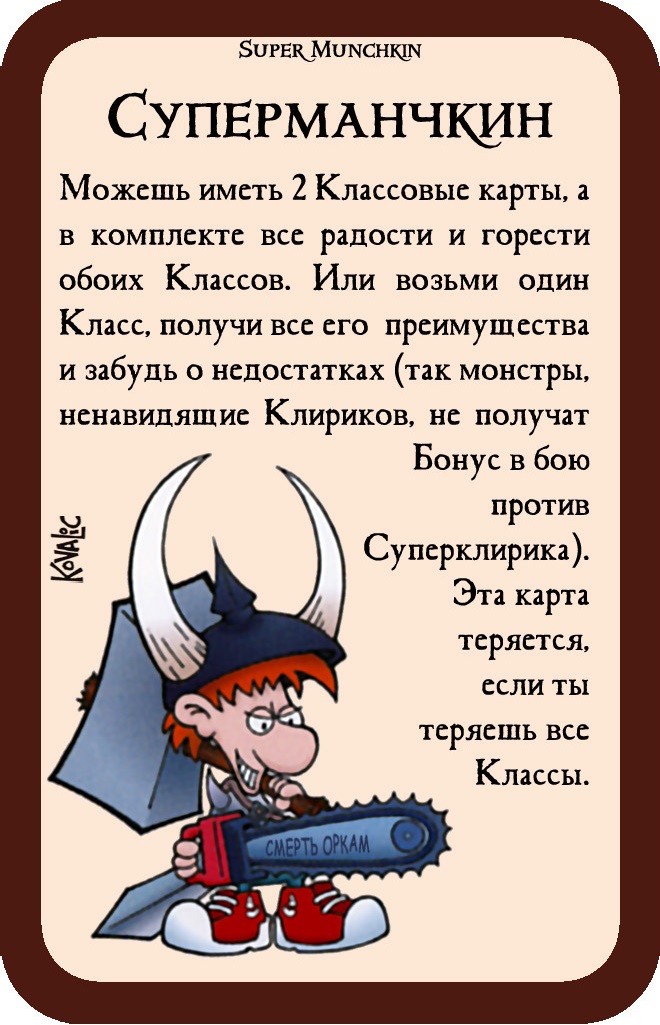 Super Munchkin
Суперманчкин
Можешь иметь 2 Классовые карты, а
в комплекте все радости и горести
обоих Классов. Или возьми один
Класс, получи все его преимущества
и забудь о недостатках (так монстры,
ненавидящие Клириков, не получат
Бонус в бою
против
Суперклирика).
Эта карта
теряется,
если ты
теряешь все
Классы.
Kovalic
СМЕРТЬ ОРКАМ